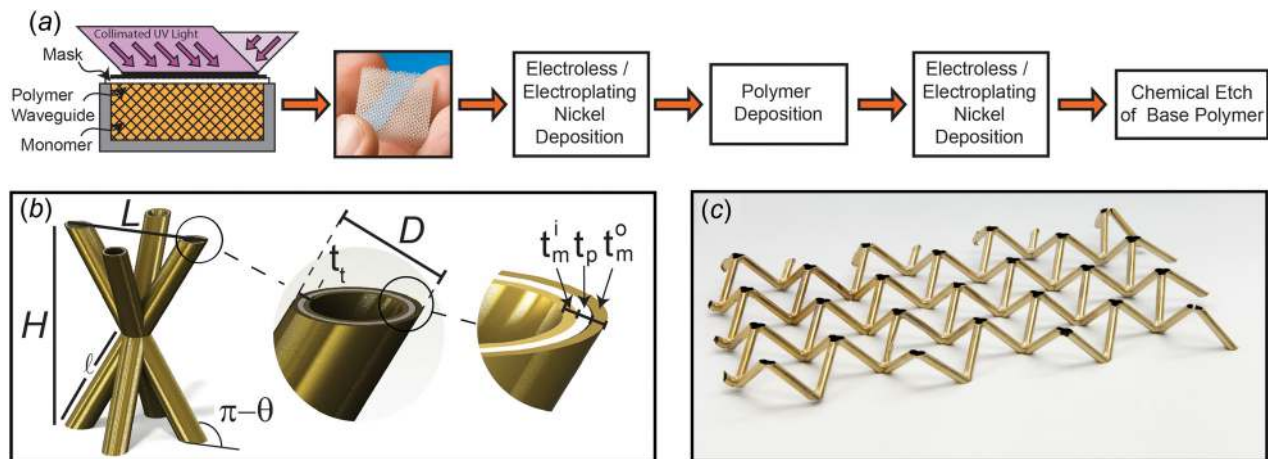 (a)
Collimated UV Light
Mask
Polymer
Waveguide
Monomer
Electroless /
Electroplating
Nickel
Deposition
Polymer
Deposition
Electroless /
Electroplating
Nickel
Deposition
Chemical Etch
of Base Polymer
(b)
L
H
ℓ
π−θ
D
t_t
t_m^i t_p t_m^o
(c)